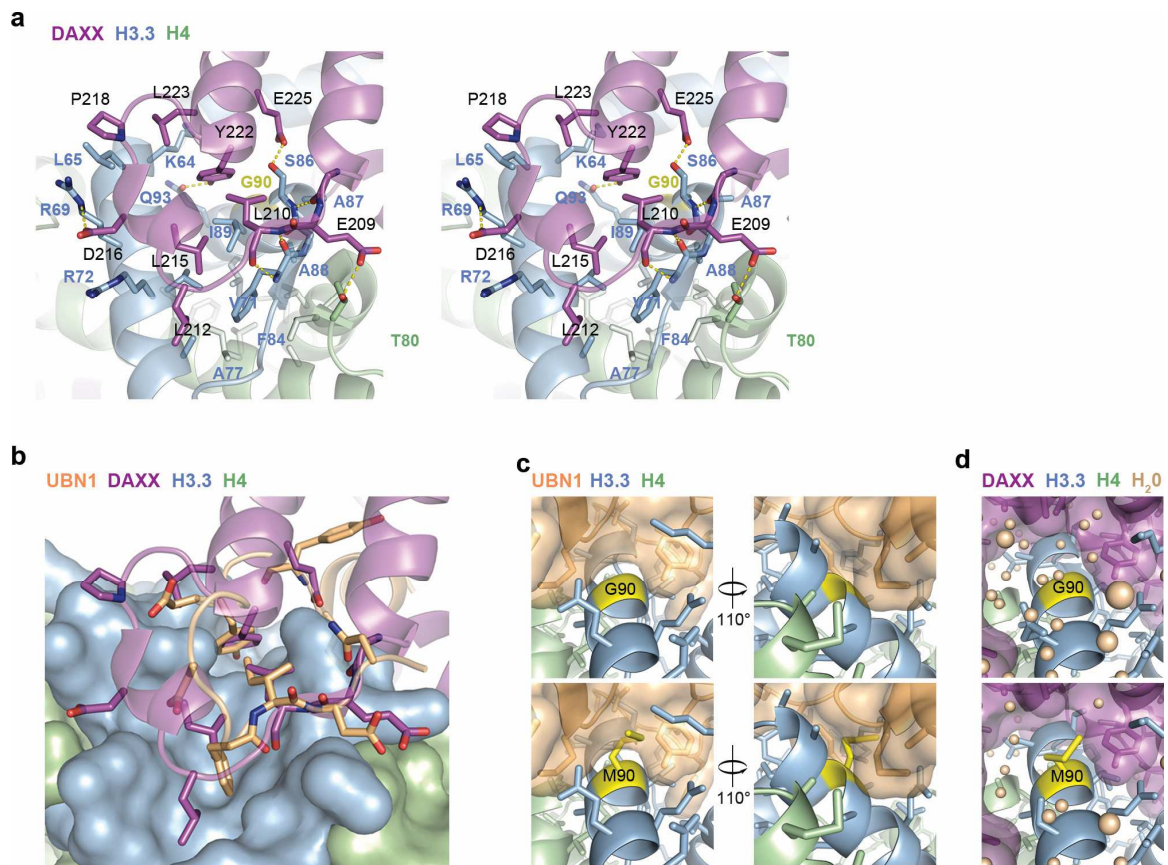 a
DAXX H3.3 H4
L223
P218
E225
Y222
L65
K64
S86
G90
R69
Q93
A87
L210
E209
I89
D216
L215
R72
A88
L212
F84
T80
A77
L223
P218
E225
Y222
L65
K64
S86
G90
R69
Q93
A87
L210
E209
I89
D216
L215
R72
A88
L212
F84
T80
A77
b
UBN1 DAXX H3.3 H4
c
UBN1 H3.3 H4
G90
110°
M90
110°
d
DAXX H3.3 H4 H₂0
G90
M90